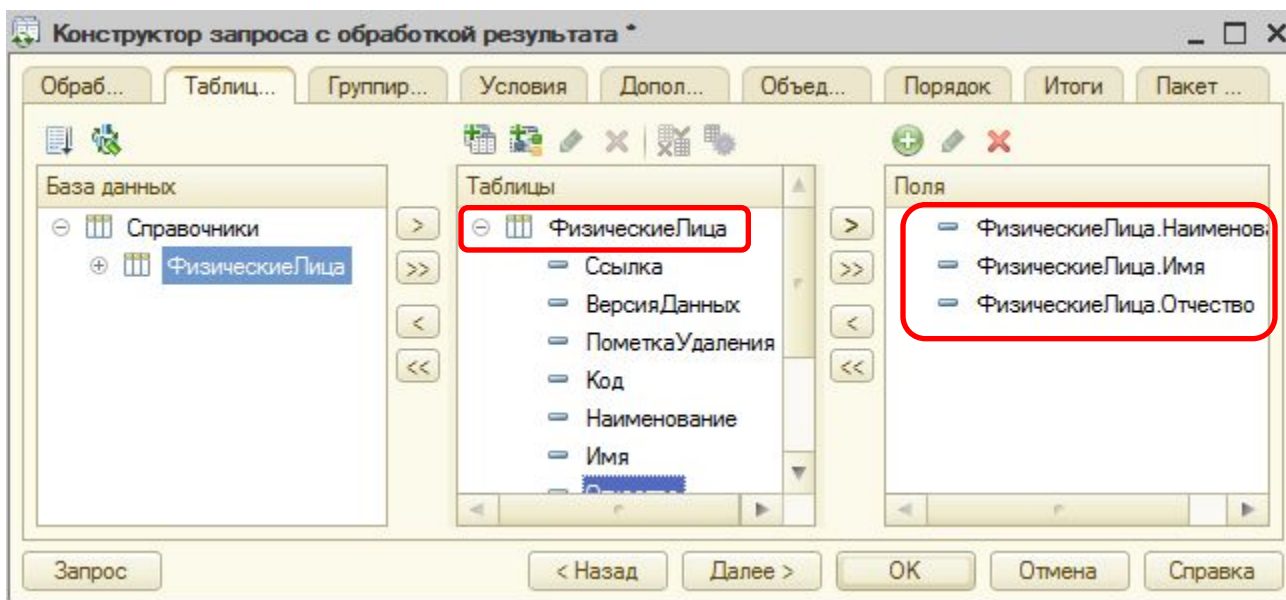 Конструктор запроса с обработкой результата *
Обраб... Таблиц... Группир... Условия Допол... Объед... Порядок Итоги Пакет ...
База данных
Справочники
ФизическиеЛица
Таблицы
ФизическиеЛица
Ссылка
ВерсияДанных
ПометкаУдаления
Код
Наименование
Имя
Поля
ФизическиеЛица.Наименова
ФизическиеЛица.Имя
ФизическиеЛица.Отчество
> >> < <<
> >> < <<
Запрос < Назад Далее > OK Отмена Справка